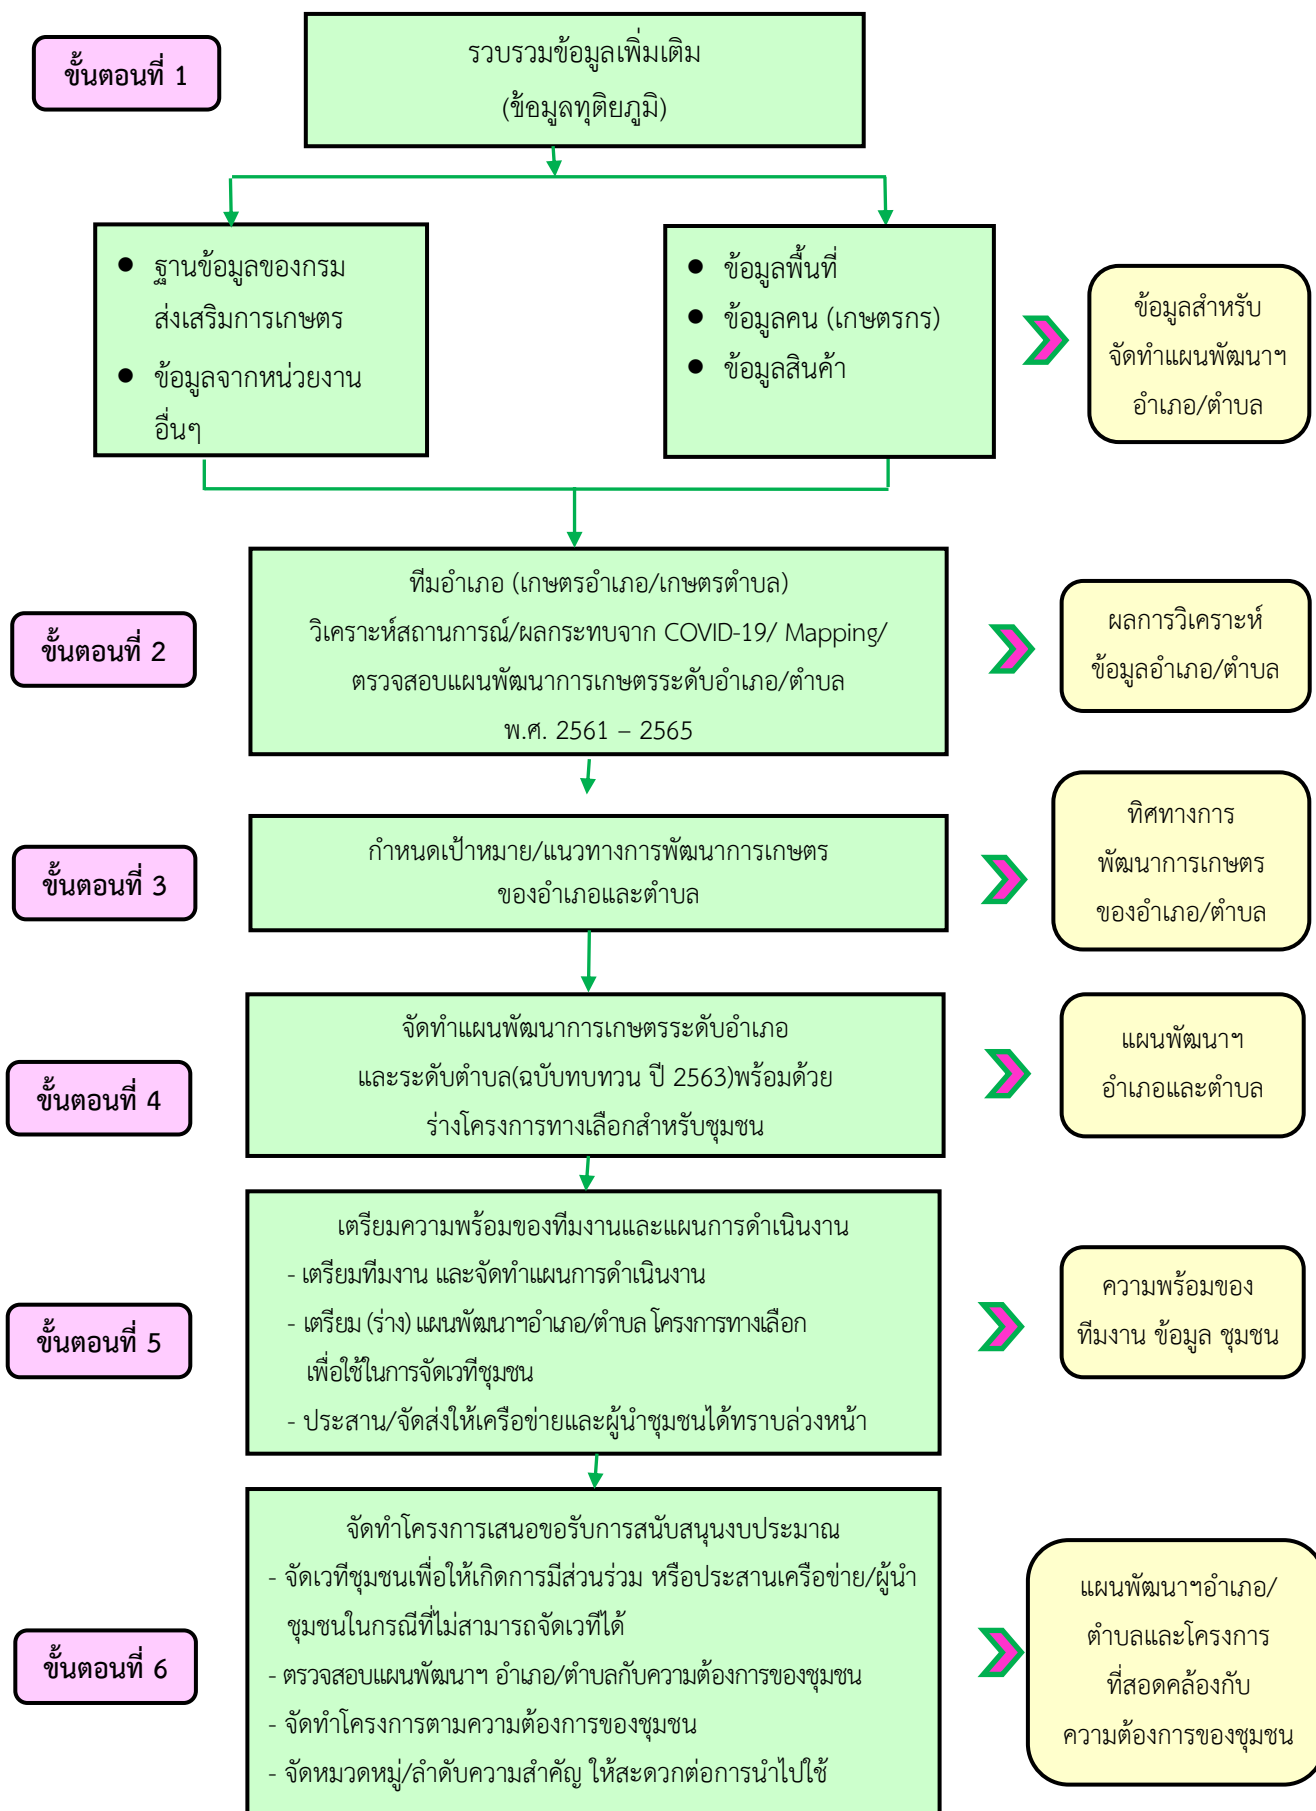 ขั้นตอนที่ 1
รวบรวมข้อมูลเพิ่มเติม
(ข้อมูลทุติยภูมิ)
● ฐานข้อมูลของกรม
ส่งเสริมการเกษตร
● ข้อมูลจากหน่วยงาน
อื่นๆ
● ข้อมูลพื้นที่
● ข้อมูลคน (เกษตรกร)
● ข้อมูลสินค้า
ข้อมูลสำหรับ
จัดทำแผนพัฒนาฯ
อำเภอ/ตำบล
ขั้นตอนที่ 2
ทีมอำเภอ (เกษตรอำเภอ/เกษตรตำบล)
วิเคราะห์สถานการณ์/ผลกระทบจาก COVID-19/ Mapping/
ตรวจสอบแผนพัฒนาการเกษตรระดับอำเภอ/ตำบล
พ.ศ. 2561 – 2565
ผลการวิเคราะห์
ข้อมูลอำเภอ/ตำบล
ขั้นตอนที่ 3
กำหนดเป้าหมาย/แนวทางการพัฒนาการเกษตร
ของอำเภอและตำบล
ทิศทางการ
พัฒนาการเกษตร
ของอำเภอ/ตำบล
ขั้นตอนที่ 4
จัดทำแผนพัฒนาการเกษตรระดับอำเภอ
และระดับตำบล(ฉบับทบทวน ปี 2563)พร้อมด้วย
ร่างโครงการทางเลือกสำหรับชุมชน
แผนพัฒนาฯ
อำเภอและตำบล
ขั้นตอนที่ 5
เตรียมความพร้อมของทีมงานและแผนการดำเนินงาน
- เตรียมทีมงาน และจัดทำแผนการดำเนินงาน
- เตรียม (ร่าง) แผนพัฒนาฯอำเภอ/ตำบล โครงการทางเลือก
เพื่อใช้ในการจัดเวทีชุมชน
- ประสาน/จัดส่งให้เครือข่ายและผู้นำชุมชนได้ทราบล่วงหน้า
ความพร้อมของ
ทีมงาน ข้อมูล ชุมชน
ขั้นตอนที่ 6
จัดทำโครงการเสนอขอรับการสนับสนุนงบประมาณ
- จัดเวทีชุมชนเพื่อให้เกิดการมีส่วนร่วม หรือประสานเครือข่าย/ผู้นำ
ชุมชนในกรณีที่ไม่สามารถจัดเวทีได้
- ตรวจสอบแผนพัฒนาฯ อำเภอ/ตำบลกับความต้องการของชุมชน
- จัดทำโครงการตามความต้องการของชุมชน
- จัดหมวดหมู่/ลำดับความสำคัญ ให้สะดวกต่อการนำไปใช้
แผนพัฒนาฯอำเภอ/
ตำบลและโครงการ
ที่สอดคล้องกับ
ความต้องการของชุมชน